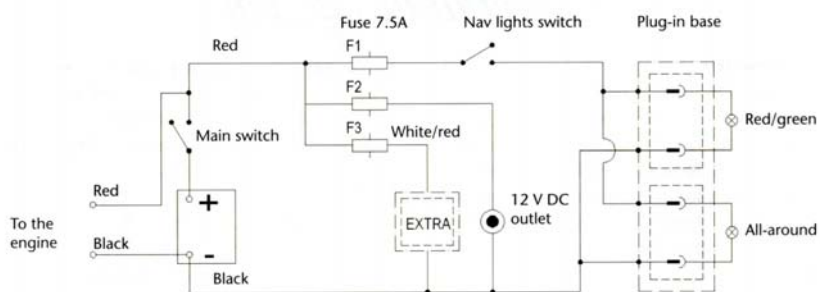 Fuse 7.5A
Nav lights switch
Plug-in base
Red
F1
F2
F3
White/red
Main switch
Red/green
Red
+
12 V DC
outlet
To the
engine
EXTRA
All-around
Black
-
Black